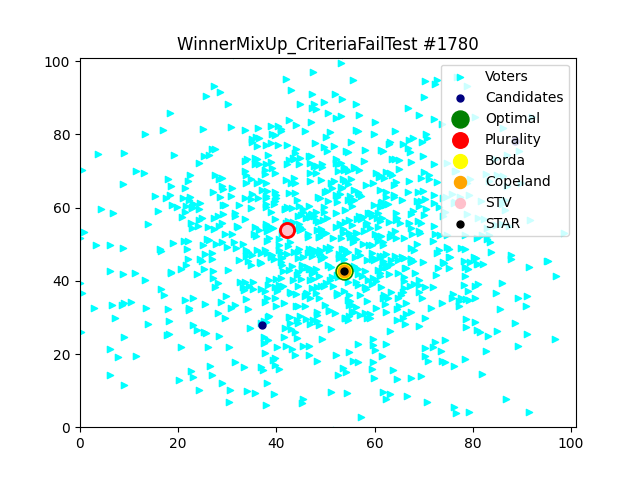 WinnerMixUp_CriteriaFailTest #1780
100
80
60
40
20
0
0
20
40
60
80
100
Voters
Candidates
Optimal
Plurality
Borda
Copeland
STV
STAR